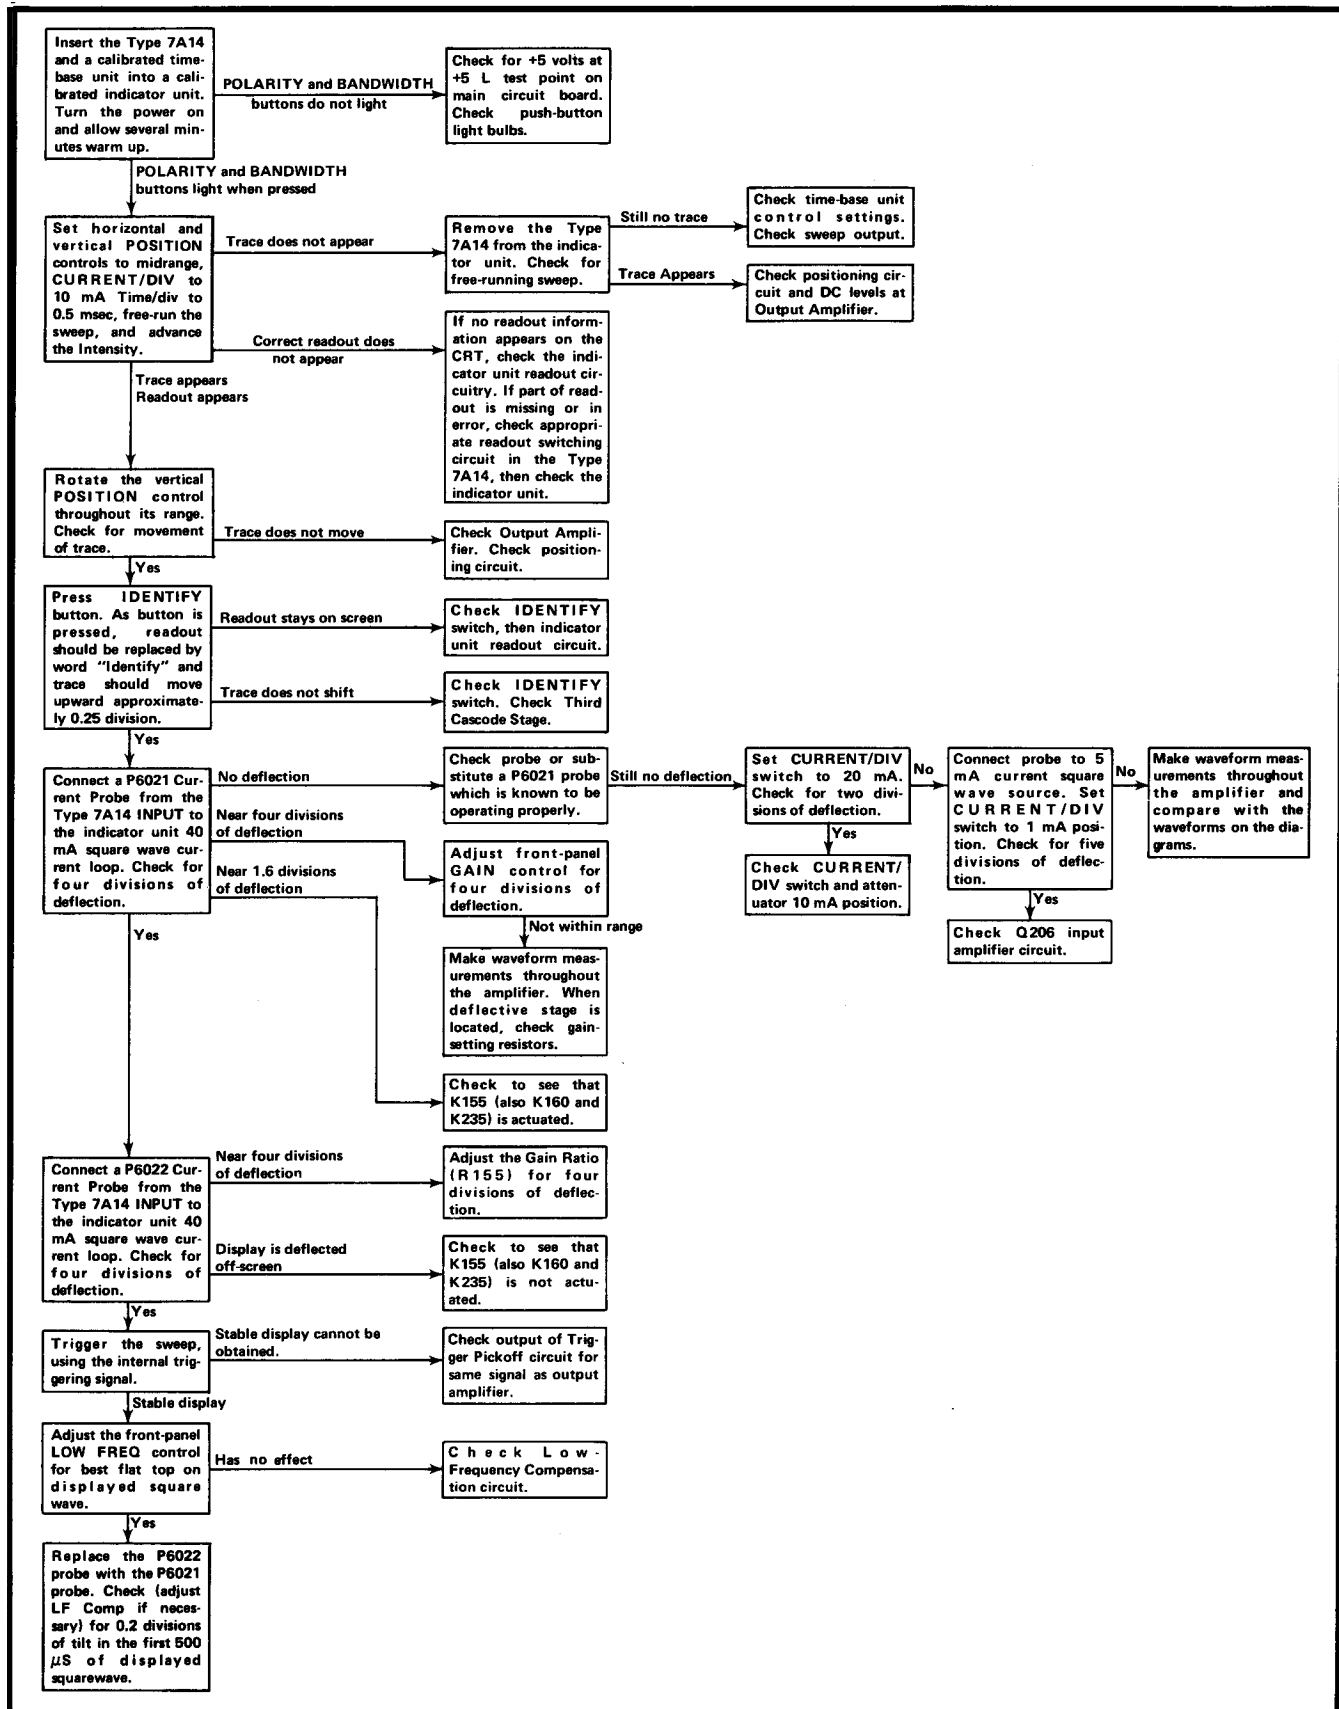 Insert the Type 7A14
and a calibrated time-
base unit into a cali-
brated indicator unit.
Turn the power on
and allow several min-
utes warm up.
POLARITY and BANDWIDTH
buttons do not light
Check for +5 volts at
+5 L test point on
main circuit board.
Check push-button
light bulbs.
POLARITY and BANDWIDTH
buttons light when pressed
Set horizontal and
vertical POSITION
controls to midrange,
CURRENT/DIV to
10 mA Time/div to
0.5 msec, free-run the
sweep, and advance
the Intensity.
Trace does not appear
Remove the Type
7A14 from the indica-
tor unit. Check for
free-running sweep.
Still no trace
Check time-base unit
control settings.
Check sweep output.
Trace Appears
Check positioning cir-
cuit and DC levels at
Output Amplifier.
Correct readout does
not appear
If no readout inform-
ation appears on the
CRT, check the indi-
cator unit readout cir-
cuitry. If part of read-
out is missing or in
error, check appropri-
ate readout switching
circuit in the Type
7A14, then check the
indicator unit.
Trace appears
Readout appears
Rotate the vertical
POSITION control
throughout its range.
Check for movement
of trace.
Trace does not move
Check Output Ampli-
fier. Check position-
ing circuit.
Yes
Press IDENTIFY
button. As button is
pressed, readout
should be replaced by
word "Identify" and
trace should move
upward approximate-
ly 0.25 division.
Readout stays on screen
Check IDENTIFY
switch, then indicator
unit readout circuit.
Trace does not shift
Check IDENTIFY
switch. Check Third
Cascode Stage.
Yes
Connect a P6021 Cur-
rent Probe from the
Type 7A14 INPUT to
the indicator unit 40
mA square wave cur-
rent loop. Check for
four divisions of
deflection.
No deflection
Check probe or sub-
stitute a P6021 probe
which is known to be
operating properly.
Still no deflection
Set CURRENT/DIV
switch to 20 mA.
Check for two divi-
sions of deflection.
No
Connect probe to 5
mA current square
wave source. Set
CURRENT/DIV
switch to 1 mA posi-
tion. Check for five
divisions of deflec-
tion.
No
Make waveform meas-
urements throughout
the amplifier and
compare with the
waveforms on the dia-
grams.
Yes
Check CURRENT/
DIV switch and atten-
uator 10 mA position.
Yes
Check Q206 input
amplifier circuit.
Near four divisions
of deflection
Adjust front-panel
GAIN control for
four divisions of
deflection.
Not within range
Make waveform meas-
urements throughout
the amplifier. When
deflective stage is
located, check gain-
setting resistors.
Near 1.6 divisions
of deflection
Check to see that
K155 (also K160 and
K235) is actuated.
Yes
Connect a P6022 Cur-
rent Probe from the
Type 7A14 INPUT to
the indicator unit 40
mA square wave cur-
rent loop. Check for
four divisions of
deflection.
Near four divisions
of deflection
Adjust the Gain Ratio
(R155) for four
divisions of deflec-
tion.
Display is deflected
off-screen
Check to see that
K155 (also K160 and
K235) is not actu-
ated.
Yes
Trigger the sweep,
using the internal trig-
gering signal.
Stable display cannot be
obtained.
Check output of Trig-
ger Pickoff circuit for
same signal as output
amplifier.
Stable display
Adjust the front-panel
LOW FREQ control
for best flat top on
displayed square
wave.
Has no effect
Check Low-
Frequency Compensa-
tion circuit.
Yes
Replace the P6022
probe with the P6021
probe. Check (adjust
LF Comp if neces-
sary) for 0.2 divisions
of tilt in the first 500
μS of displayed
squarewave.